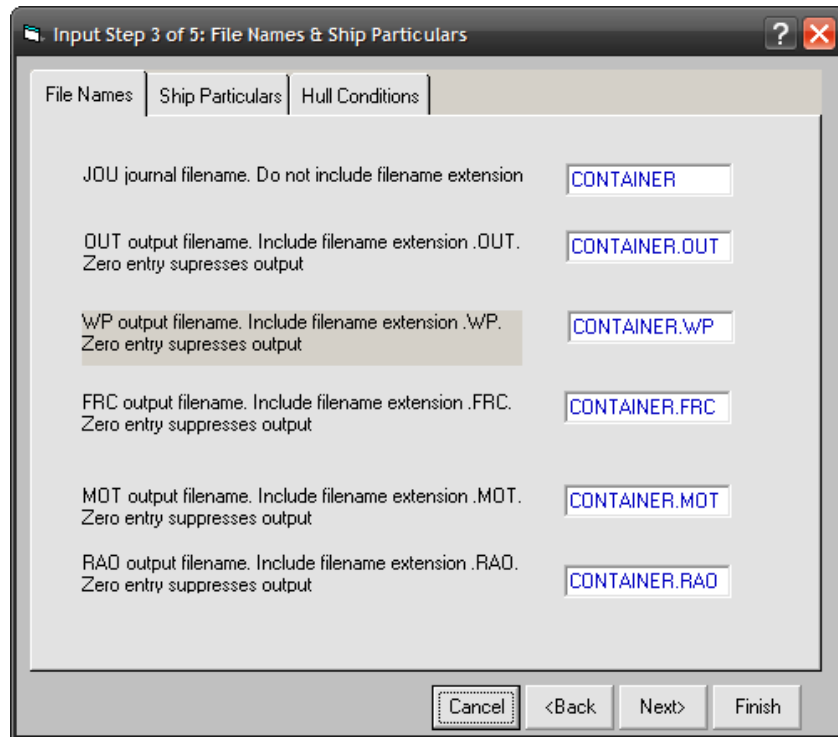 Input Step 3 of 5: File Names & Ship Particulars
?
File Names
Ship Particulars
Hull Conditions
JOU journal filename. Do not include filename extension
CONTAINER
OUT output filename. Include filename extension .OUT.
Zero entry supresses output
CONTAINER.OUT
WP output filename. Include filename extension .WP.
Zero entry supresses output
CONTAINER.WP
FRC output filename. Include filename extension .FRC.
Zero entry suppresses output
CONTAINER.FRC
MOT output filename. Include filename extension .MOT.
Zero entry suppresses output
CONTAINER.MOT
RAO output filename. Include filename extension .RAO.
Zero entry suppresses output
CONTAINER.RAO
Cancel
<Back
Next>
Finish